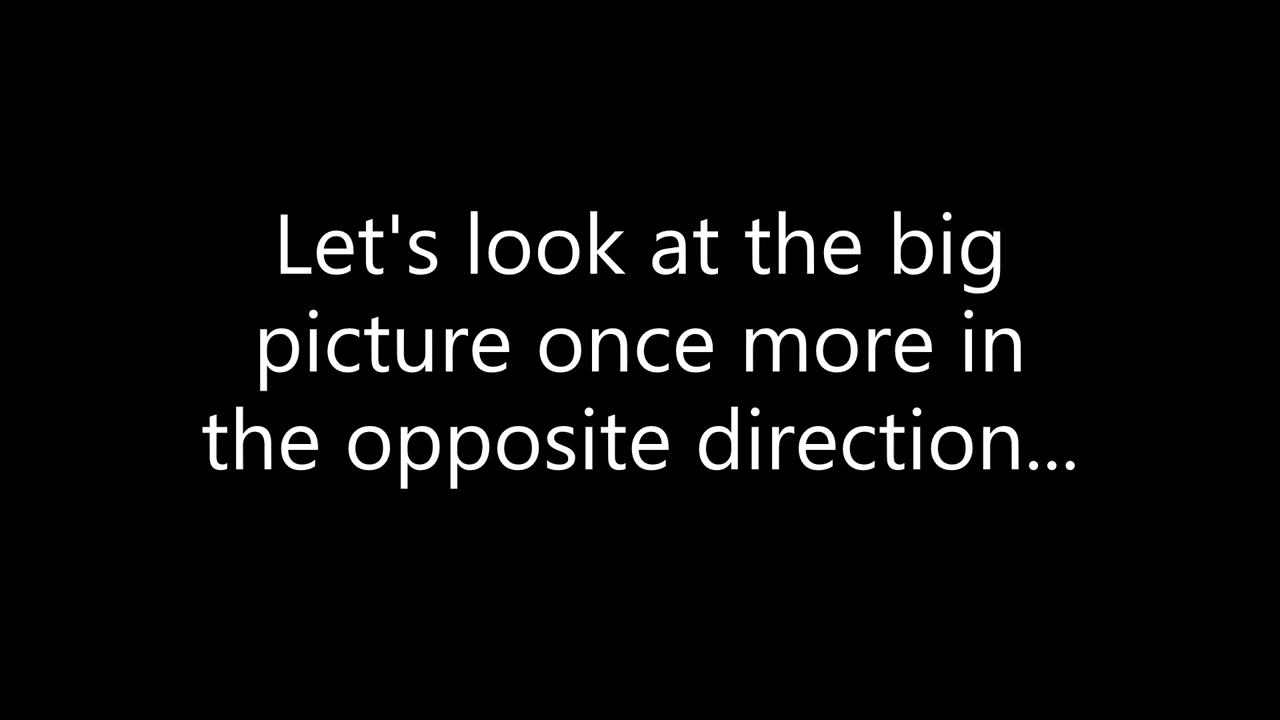 Let's look at the big
picture once more in
the opposite direction...